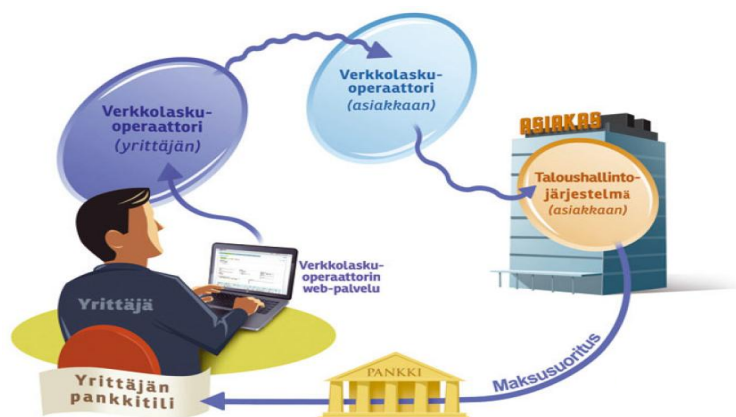 Verkkolasku-
operaattori
(yrittäjän)
Verkkolasku-
operaattori
(asiakkaan)
ASIAKAS
Taloushallinto-
järjestelmä
(asiakkaan)
Verkkolasku-
operaattorin
web-palvelu
Yrittäjä
Yrittäjän
pankkitili
PANKKI
Maksusuoritus